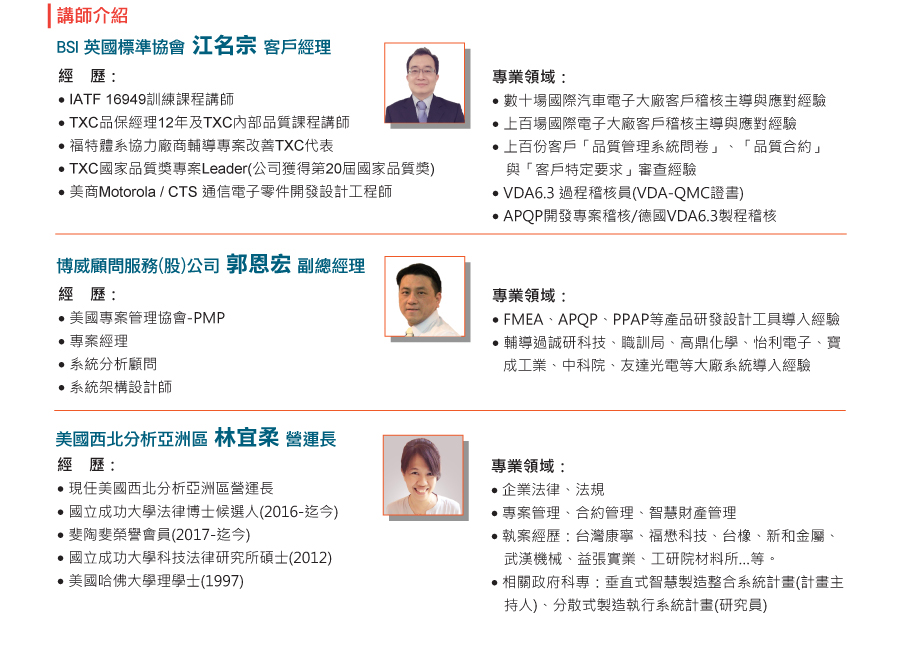 講師介紹
BSI 英國標準協會 江名宗 客戶經理
經　歷：
● IATF 16949訓練課程講師
● TXC品保經理12年及TXC內部品質課程講師
● 福特體系協力廠商輔導專案改善TXC代表
● TXC國家品質獎專案Leader(公司獲得第20屆國家品質獎)
● 美商Motorola / CTS 通信電子零件開發設計工程師
專業領域：
● 數十場國際汽車電子大廠客戶稽核主導與應對經驗
● 上百場國際電子大廠客戶稽核主導與應對經驗
● 上百份客戶「品質管理系統問卷」、「品質合約」
與「客戶特定要求」審查經驗
● VDA6.3 過程稽核員(VDA-QMC證書)
● APQP開發專案稽核/德國VDA6.3製程稽核
博威顧問服務(股)公司 郭恩宏 副總經理
經　歷：
● 美國專案管理協會-PMP
● 專案經理
● 系統分析顧問
● 系統架構設計師
專業領域：
● FMEA、APQP、PPAP等產品研發設計工具導入經驗
● 輔導過誠研科技、職訓局、高鼎化學、怡利電子、寶
成工業、中科院、友達光電等大廠系統導入經驗
美國西北分析亞洲區 林宜柔 營運長
經　歷：
● 現任美國西北分析亞洲區營運長
● 國立成功大學法律博士候選人(2016-迄今)
● 斐陶斐榮譽會員(2017-迄今)
● 國立成功大學科技法律研究所碩士(2012)
● 美國哈佛大學理學士(1997)
專業領域：
● 企業法律、法規
● 專案管理、合約管理、智慧財產管理
● 執案經歷：台灣康寧、福懋科技、台橡、新和金屬、
武漢機械、益張實業、工研院材料所...等。
● 相關政府科專：垂直式智慧製造整合系統計畫(計畫主
持人)、分散式製造執行系統計畫(研究員)